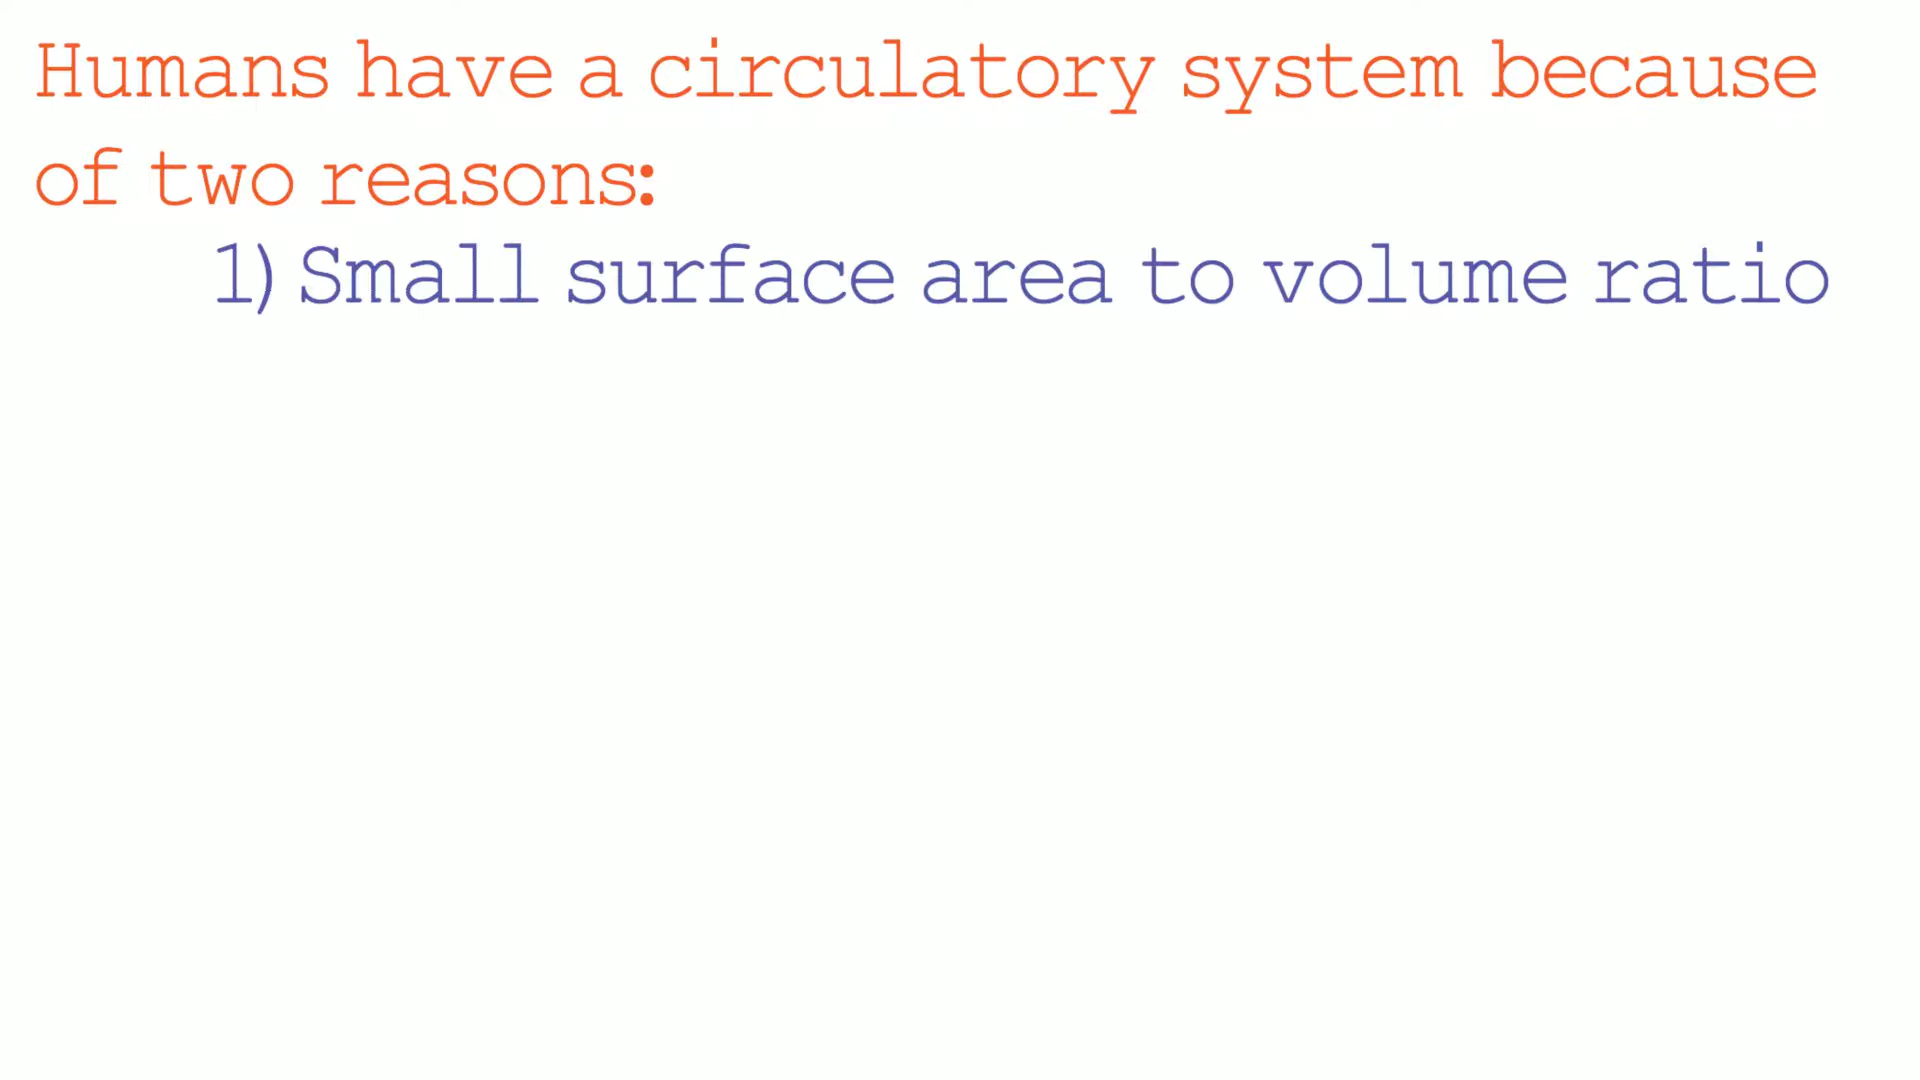 Humans have a circulatory system because
of two reasons:
1) Small surface area to volume ratio